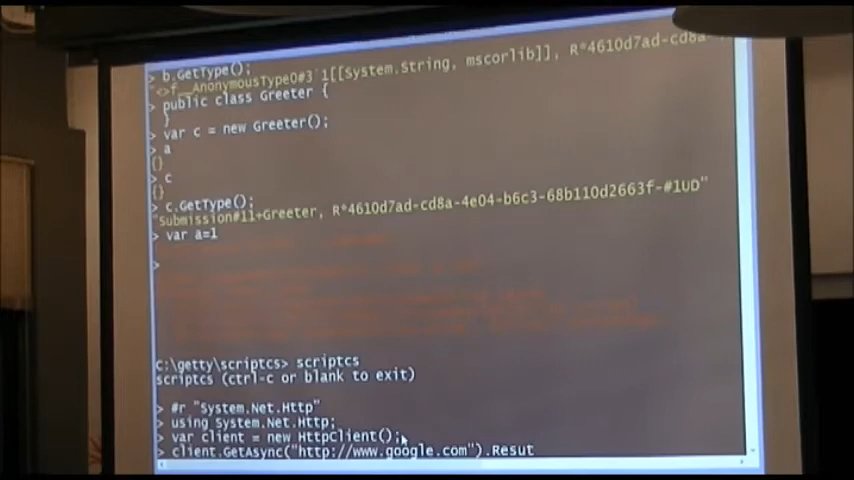 > b.GetType();
"<>f__AnonymousType0#3`1[[System.String, mscorlib]], R*4610d7ad-cd8a-
> public class Greeter {
}
> var c = new Greeter();
> a
{}
> c
{}
> c.GetType();
"Submission#11+Greeter, R*4610d7ad-cd8a-4e04-b6c3-68b110d2663f-#1UD"
> var a=1
>
C:\getty\scriptcs> scriptcs
scriptcs (ctrl-c or blank to exit)
> #r "System.Net.Http"
> using System.Net.Http;
> var client = new HttpClient();
> client.GetAsync("http://www.google.com").Resut